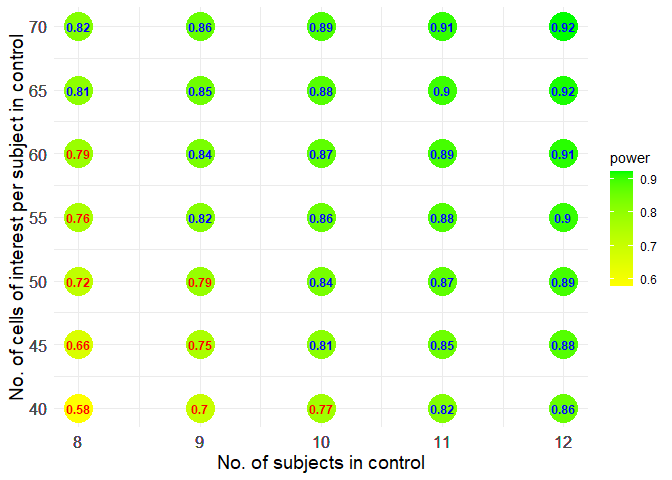 No. of cells of interest per subject in control
70 0.82 0.86 0.89 0.91 0.92
65 0.81 0.85 0.88 0.9 0.92
60 0.79 0.84 0.87 0.89 0.91
55 0.76 0.82 0.86 0.88 0.9
50 0.72 0.79 0.84 0.87 0.89
45 0.66 0.75 0.81 0.85 0.88
40 0.58 0.7 0.77 0.82 0.86
8 9 10 11 12
No. of subjects in control
power
0.9
0.8
0.7
0.6